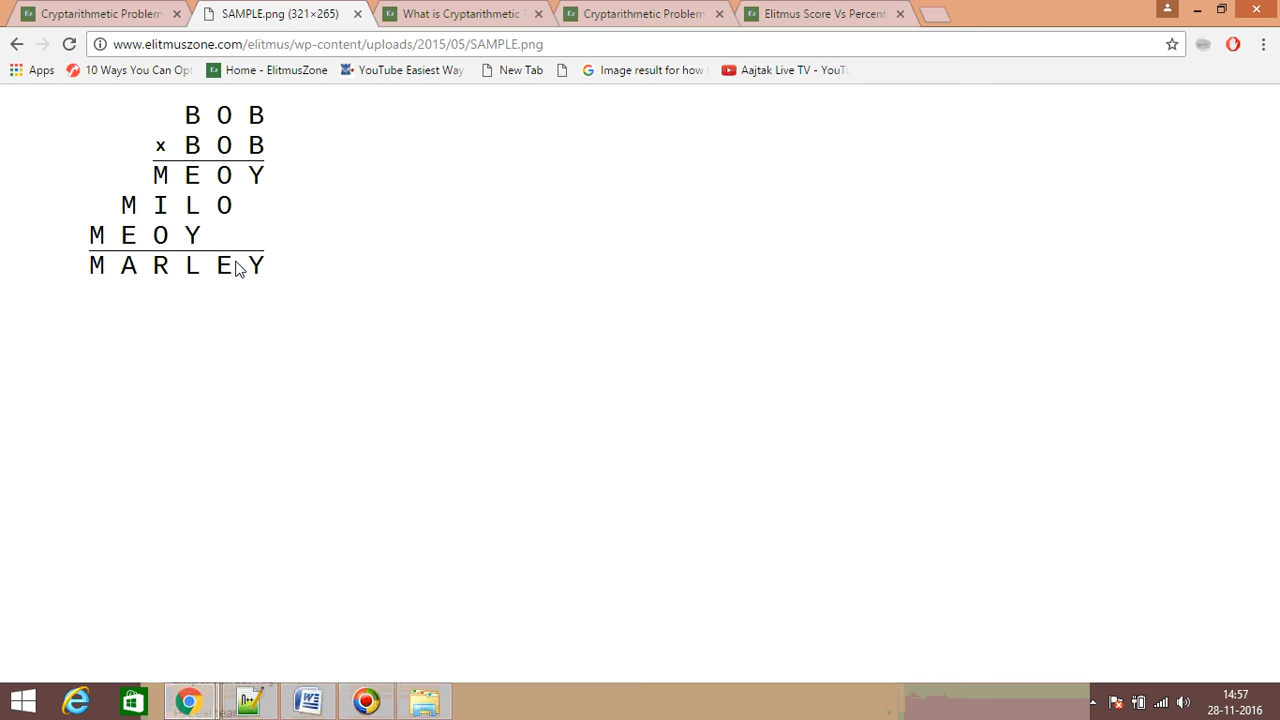 Cryptarithmetic Problem
SAMPLE.png (321×265)
What is Cryptarithmetic
Cryptarithmetic Problem
Elitmus Score Vs Percent
www.elitmuszone.com/elitmus/wp-content/uploads/2015/05/SAMPLE.png
Apps
10 Ways You Can Opt
Home - ElitmusZone
YouTube Easiest Way
New Tab
Image result for how
Aajtak Live TV - YouTu
B O B
x B O B
M E O Y
M I L O
M E O Y
M A R L E Y
14:57
28-11-2016